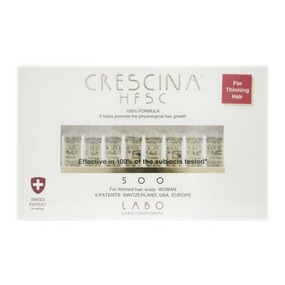 CRESCINA
HFSC
100% FORMULA
It helps promote the physiological hair growth
For
Thinning
Hair
Effective in 100% of the subjects tested*
500
For thinned hair scalp, WOMAN
9 PATENTS: SWITZERLAND, USA, EUROPE
LABO
SWISS
PATENT